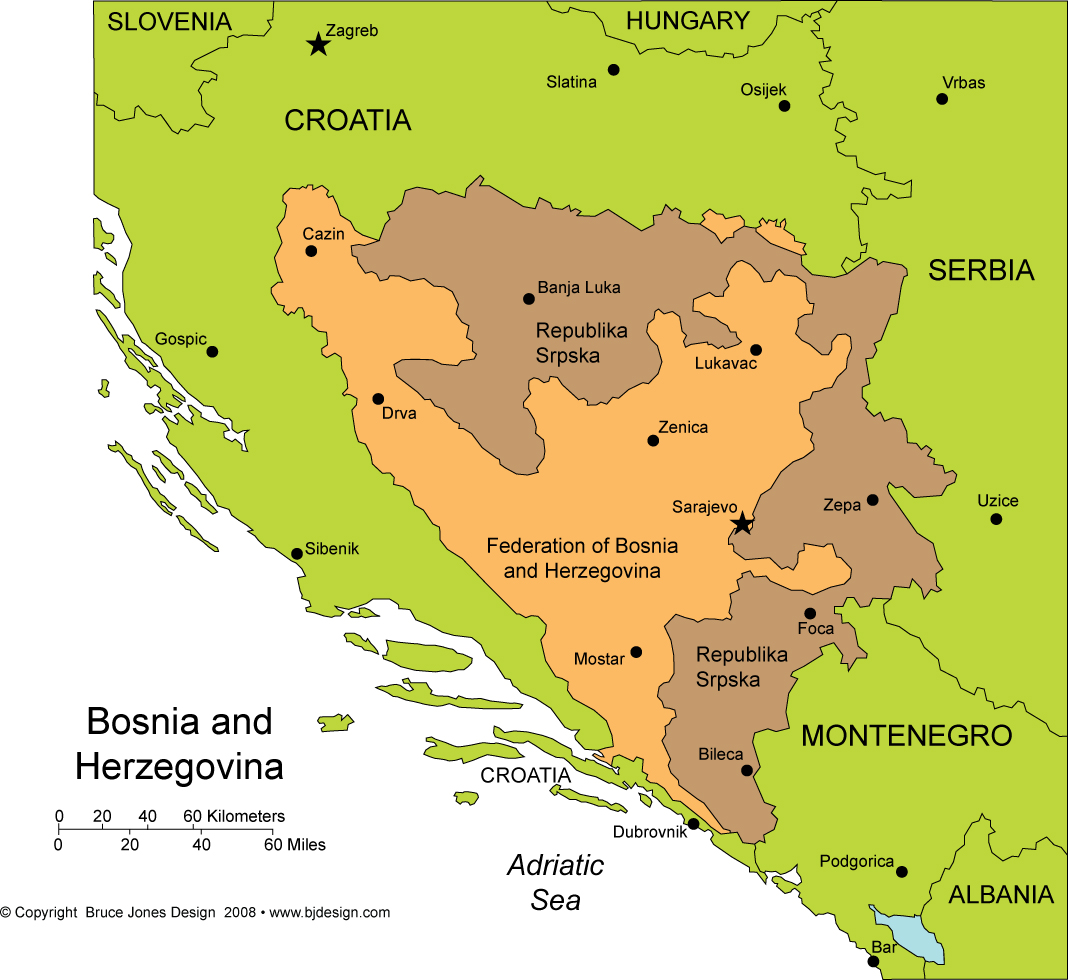 SLOVENIA
HUNGARY
Zagreb
Slatina
Osijek
Vrbas
CROATIA
Cazin
SERBIA
Banja Luka
Republika
Srpska
Gospic
Lukavac
Drva
Zenica
Sarajevo
Zepa
Uzice
Federation of Bosnia
and Herzegovina
Sibenik
Foca
Mostar
Republika
Srpska
Bosnia and
Herzegovina
MONTENEGRO
Bileca
CROATIA
0 20 40 60 Kilometers
0 20 40 60 Miles
Dubrovnik
Adriatic
Sea
Podgorica
ALBANIA
© Copyright Bruce Jones Design 2008 • www.bjdesign.com
Bar